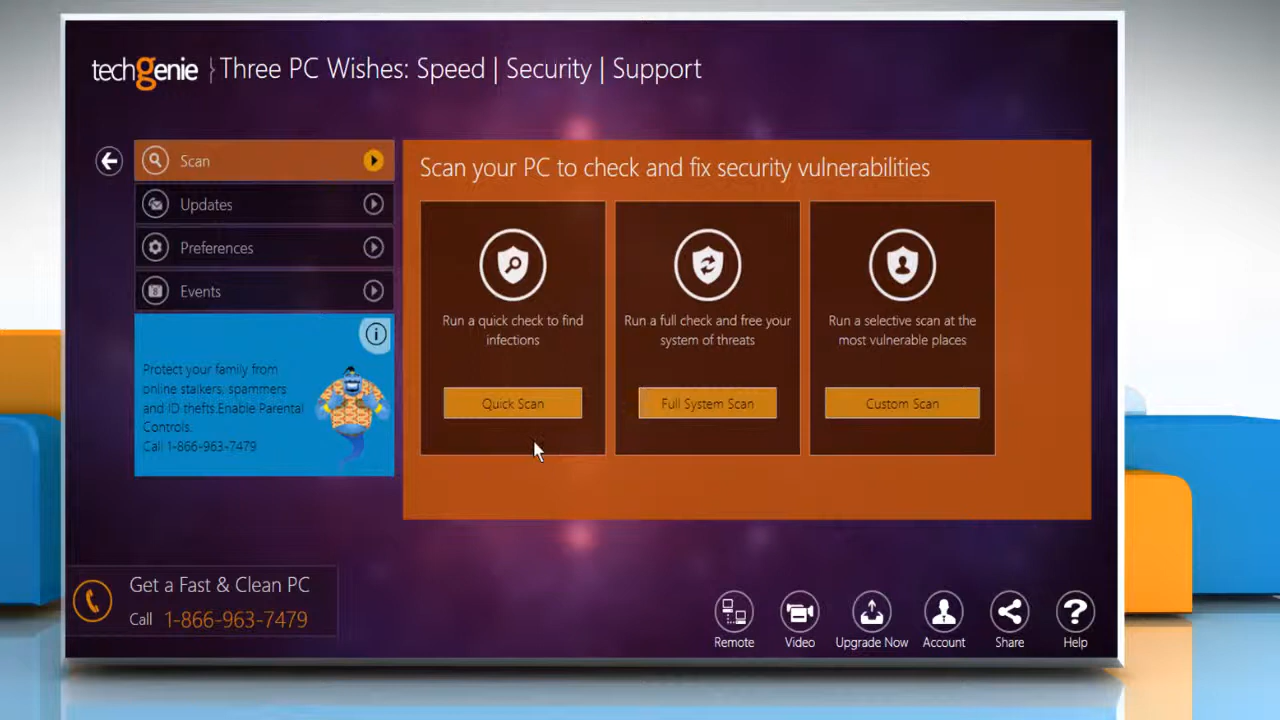 techgenie
Three PC Wishes: Speed | Security | Support
Scan
Updates
Preferences
Events
Protect your family from
online stalkers, spammers
and ID thefts.Enable Parental
Controls.
Call 1-866-963-7479
Scan your PC to check and fix security vulnerabilities
Run a quick check to find
infections
Quick Scan
Run a full check and free your
system of threats
Full System Scan
Run a selective scan at the
most vulnerable places
Custom Scan
Get a Fast & Clean PC
Call 1-866-963-7479
Remote
Video
Upgrade Now
Account
Share
Help